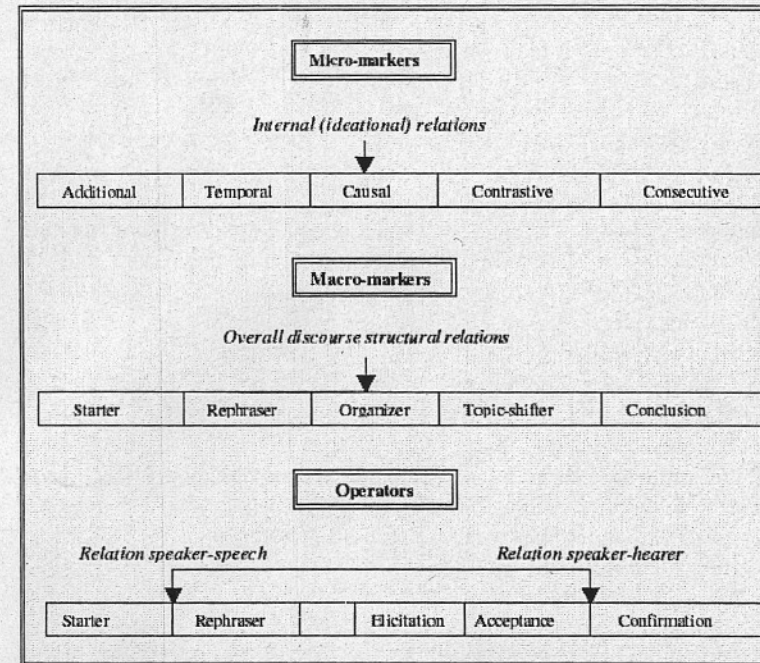 Micro-markers
Internal (ideational) relations
Additional Temporal Causal Contrastive Consecutive
Macro-markers
Overall discourse structural relations
Starter Rephraser Organizer Topic-shifter Conclusion
Operators
Relation speaker-speech Relation speaker-hearer
Starter Rephraser Elicitation Acceptance Confirmation